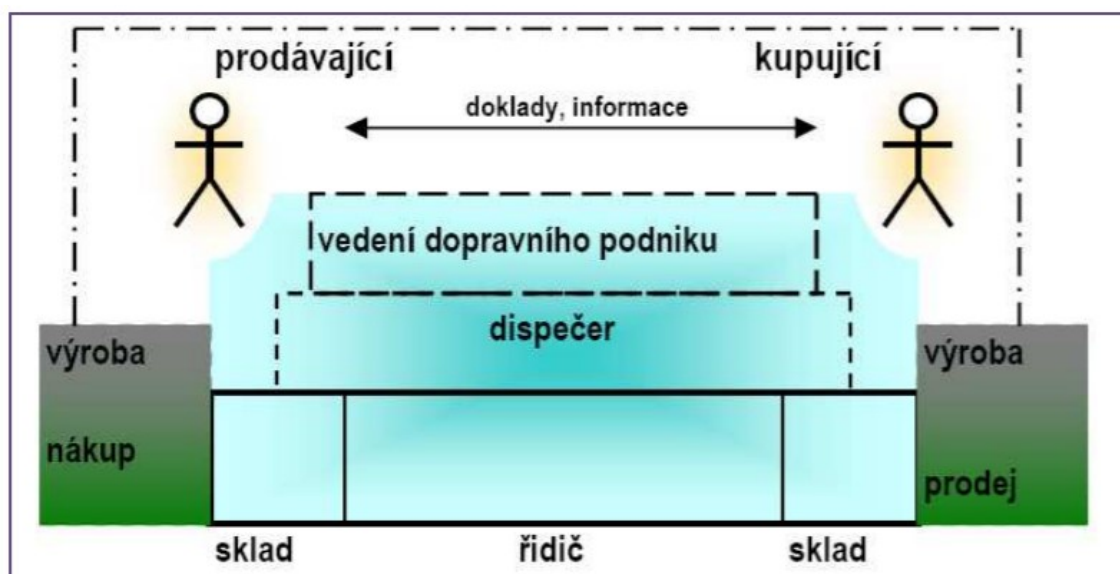 prodávající
kupující
doklady, informace
vedení dopravního podniku
dispečer
výroba
výroba
nákup
prodej
sklad
řidič
sklad